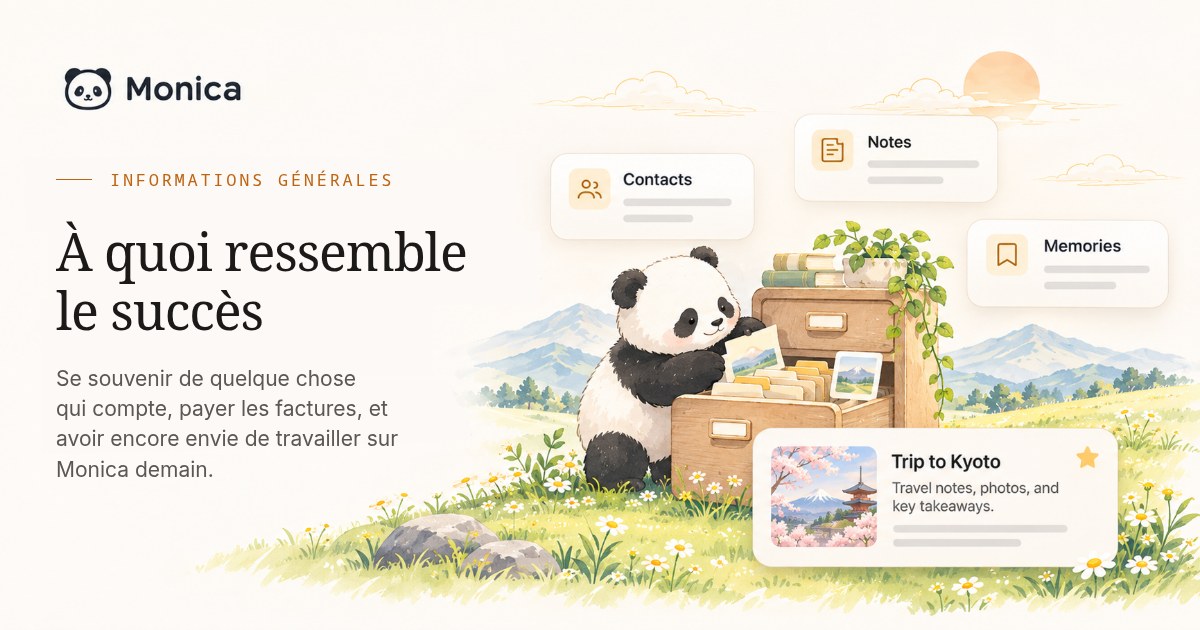 Monica
INFORMATIONS GÉNÉRALES
À quoi ressemble
le succès
Se souvenir de quelque chose
qui compte, payer les factures, et
avoir encore envie de travailler sur
Monica demain.
Contacts
Notes
Memories
Trip to Kyoto
Travel notes, photos, and
key takeaways.